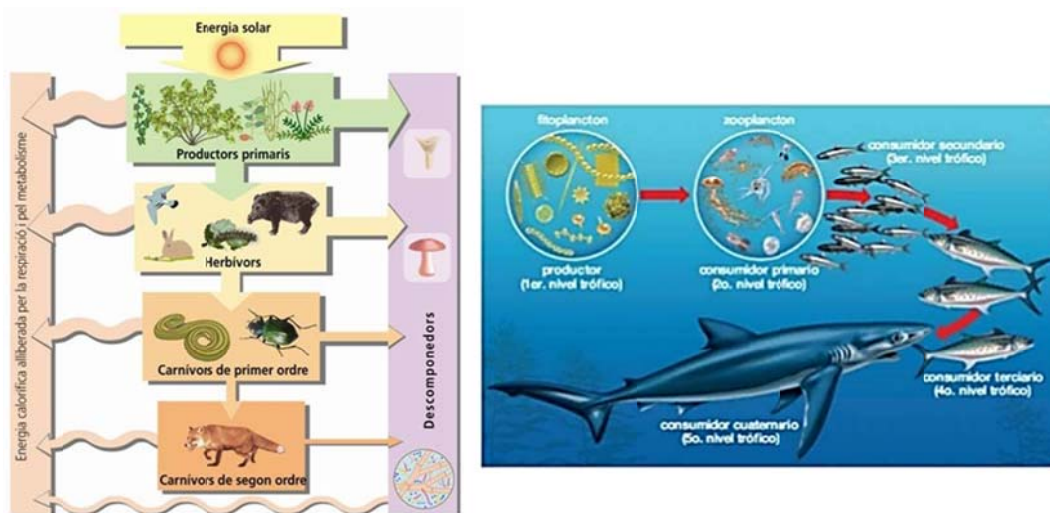 Energia solar
Productors primaris
Herbívors
Carnívors de primer ordre
Carnívors de segon ordre
Energia calorífica alliberada per la respiració i pel metabolisme
Descomponedors
fitoplancton
zooplancton
consumidor secundario
(3er. nivel trófico)
productor
(1er. nivel trófico)
consumidor primario
(2o. nivel trófico)
consumidor terciario
(4o. nivel trófico)
consumidor cuaternario
(5o. nivel trófico)